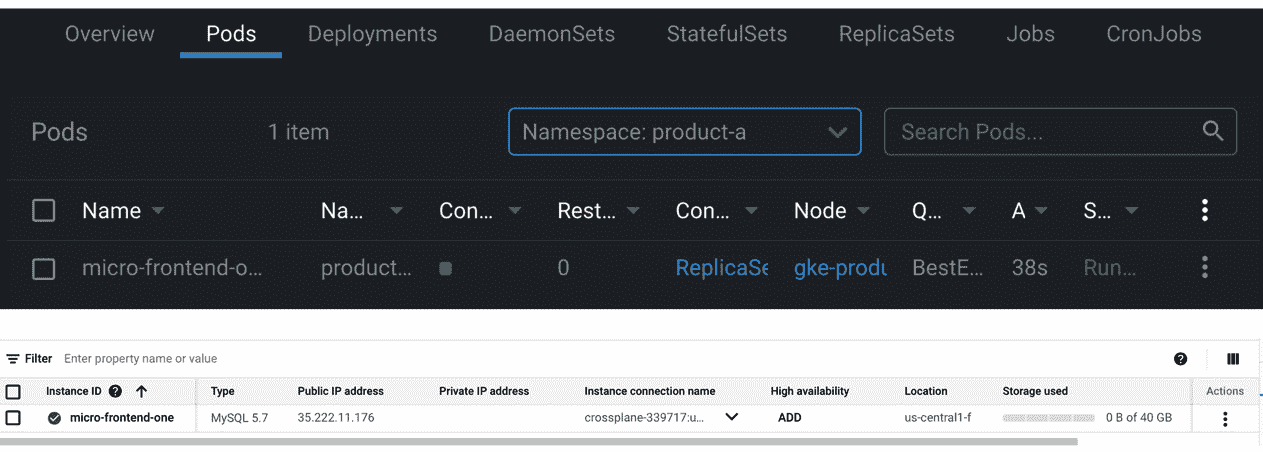 Overview Pods Deployments DaemonSets StatefulSets ReplicaSets Jobs CronJobs
Pods 1 item Namespace: product-a Search Pods...
Name Na... Con... Rest... Con... Node Q... A S...
micro-frontend-o... product... 0 ReplicaSe gke-produ BestE... 38s Run...
Filter Enter property name or value
Instance ID Type Public IP address Private IP address Instance connection name High availability Location Storage used Actions
micro-frontend-one MySQL 5.7 35.222.11.176 crossplane-339717:u... ADD us-central1-f 0 B of 40 GB